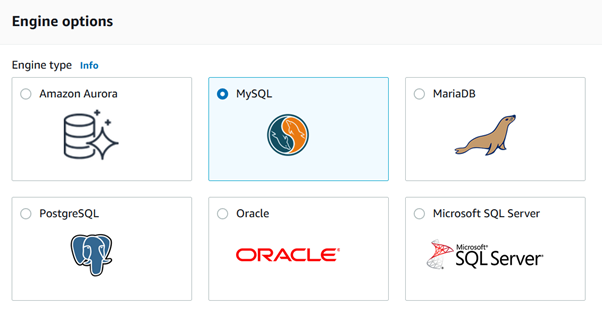 Engine options
Engine type Info
Amazon Aurora
MySQL
MariaDB
PostgreSQL
Oracle
Microsoft SQL Server
ORACLE®
Microsoft®
SQL Server®